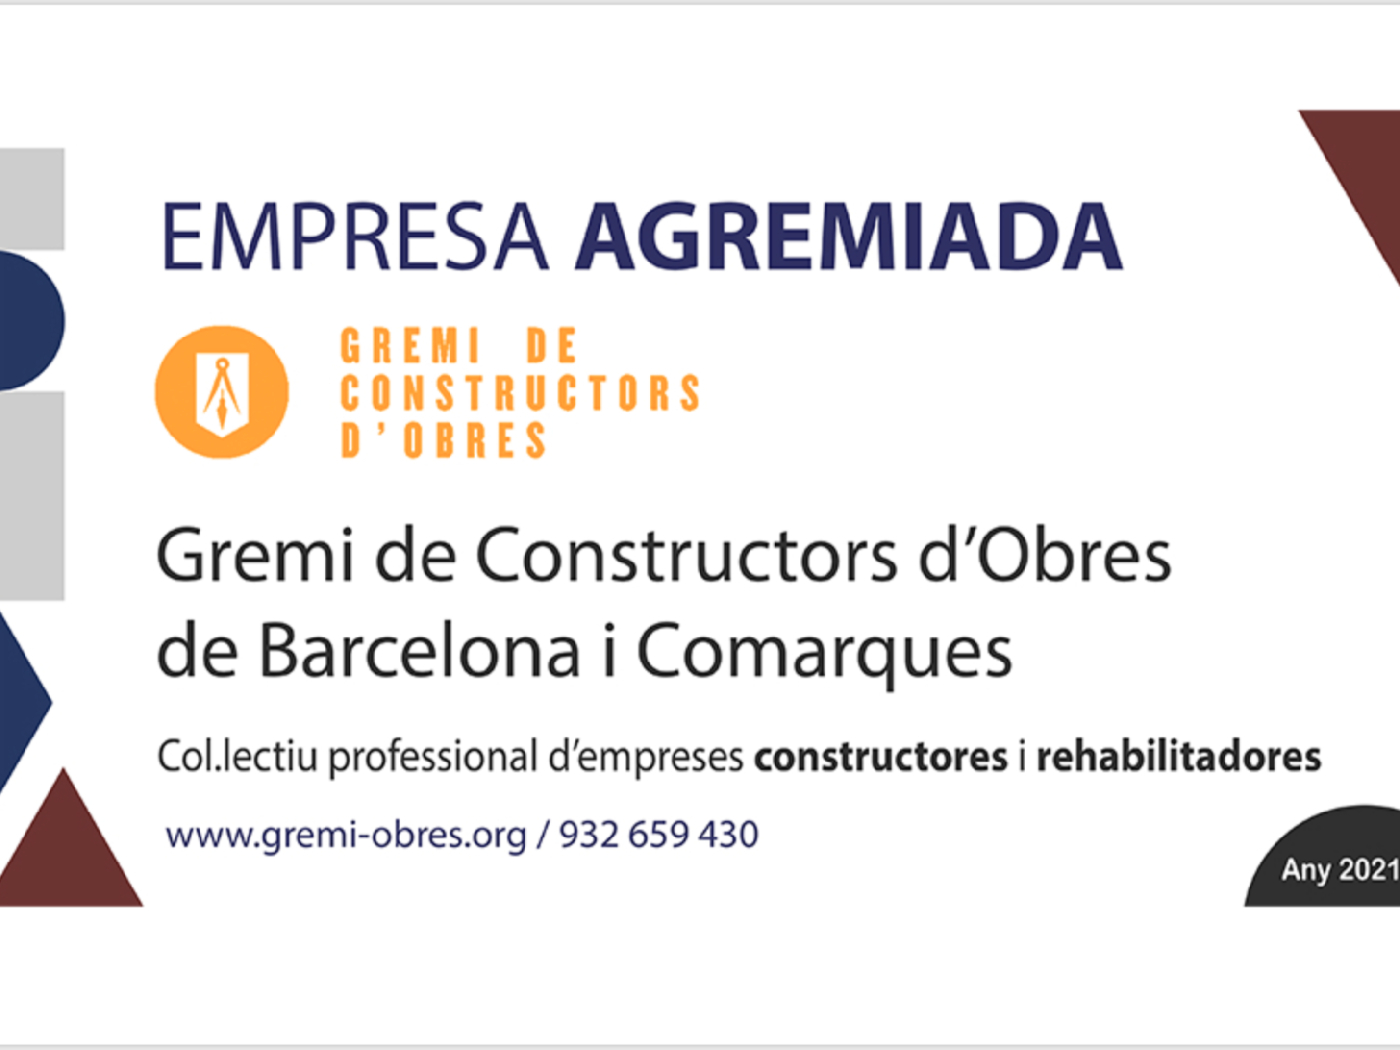 EMPRESA AGREMIADA
GREMI DE
CONSTRUCTORS
D'OBRES
Gremi de Constructors d'Obres
de Barcelona i Comarques
Col.lectiu professional d'empreses constructores i rehabilitadores
www.gremi-obres.org / 932 659 430
Any 2021